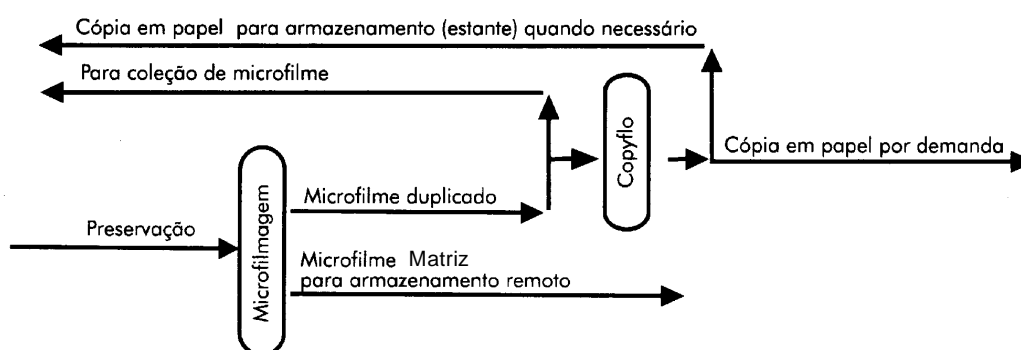 Cópia em papel para armazenamento (estante) quando necessário
Para coleção de microfilme
Copyflo
Cópia em papel por demanda
Microfilmagem
Microfilme duplicado
Preservação
Microfilme Matriz
para armazenamento remoto